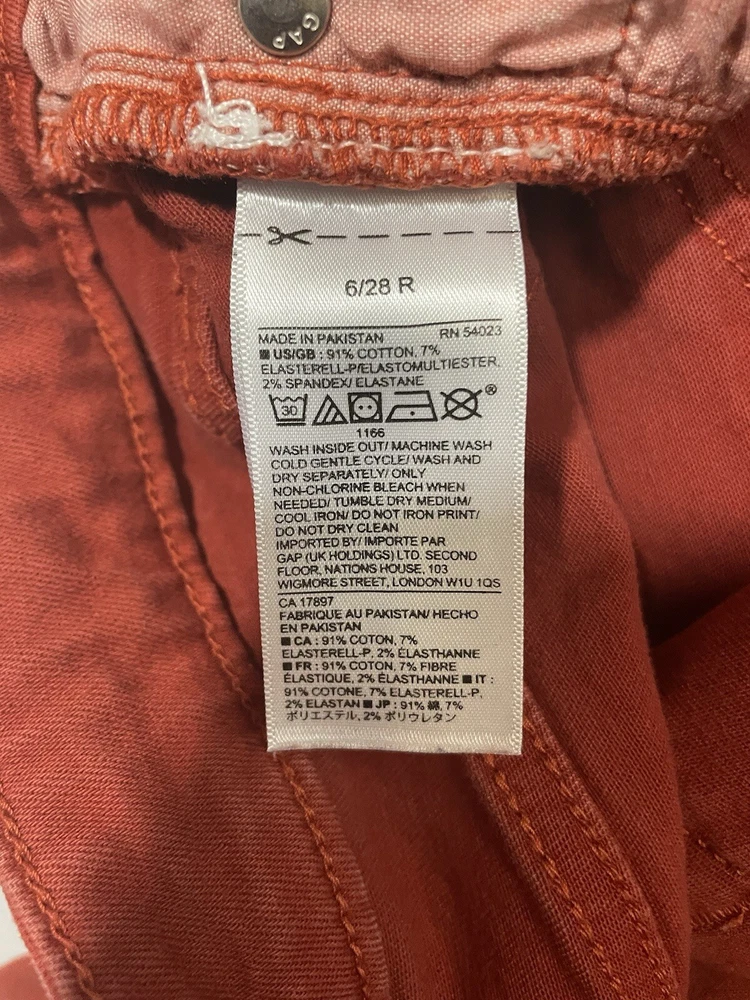 GAP
6/28 R
MADE IN PAKISTAN RN 54023
■ US/GB : 91% COTTON, 7%
ELASTERELL-P/ELASTOMULTIESTER,
2% SPANDEX/ ELASTANE
30
®
1166
WASH INSIDE OUT/ MACHINE WASH
COLD GENTLE CYCLE/ WASH AND
DRY SEPARATELY/ ONLY
NON-CHLORINE BLEACH WHEN
NEEDED/ TUMBLE DRY MEDIUM/
COOL IRON/ DO NOT IRON PRINT/
DO NOT DRY CLEAN
IMPORTED BY/ IMPORTE PAR
GAP (UK HOLDINGS) LTD. SECOND
FLOOR, NATIONS HOUSE, 103
WIGMORE STREET, LONDON W1U 1QS
CA 17897
FABRIQUE AU PAKISTAN/ HECHO
EN PAKISTAN
■ CA : 91% COTON, 7%
ELASTERELL-P, 2% ÉLASTHANNE
■ FR : 91% COTON, 7% FIBRE
ÉLASTIQUE, 2% ÉLASTHANNE ■ IT :
91% COTONE, 7% ELASTERELL-P,
2% ELASTAN ■ JP : 91% 綿, 7%
ポリエステル, 2% ポリウレタン